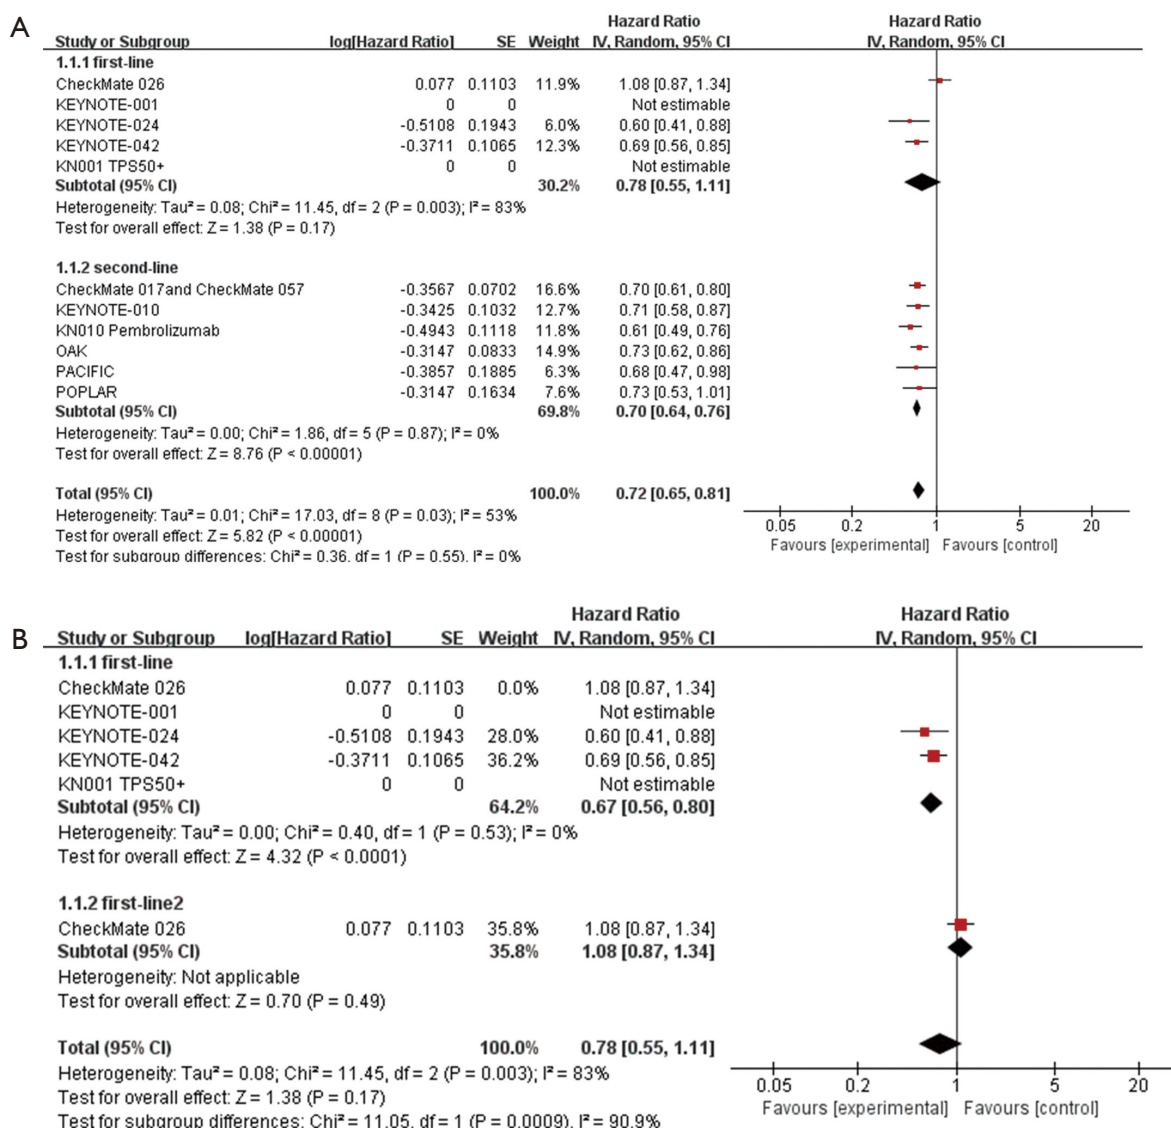 A
Hazard Ratio Hazard Ratio
Study or Subgroup log[Hazard Ratio] SE Weight IV, Random, 95% CI IV, Random, 95% CI
1.1.1 first-line
CheckMate 026 0.077 0.1103 11.9% 1.08 [0.87, 1.34]
KEYNOTE-001 0 0 Not estimable
KEYNOTE-024 -0.5108 0.1943 6.0% 0.60 [0.41, 0.88]
KEYNOTE-042 -0.3711 0.1065 12.3% 0.69 [0.56, 0.85]
KN001 TPS50+ 0 0 Not estimable
Subtotal (95% CI) 30.2% 0.78 [0.55, 1.11]
Heterogeneity: Tau² = 0.08; Chi² = 11.45, df = 2 (P = 0.003); I² = 83%
Test for overall effect: Z = 1.38 (P = 0.17)
1.1.2 second-line
CheckMate 017and CheckMate 057 -0.3567 0.0702 16.6% 0.70 [0.61, 0.80]
KEYNOTE-010 -0.3425 0.1032 12.7% 0.71 [0.58, 0.87]
KN010 Pembrolizumab -0.4943 0.1118 11.8% 0.61 [0.49, 0.76]
OAK -0.3147 0.0833 14.9% 0.73 [0.62, 0.86]
PACIFIC -0.3857 0.1885 6.3% 0.68 [0.47, 0.98]
POPLAR -0.3147 0.1634 7.6% 0.73 [0.53, 1.01]
Subtotal (95% CI) 69.8% 0.70 [0.64, 0.76]
Heterogeneity: Tau² = 0.00; Chi² = 1.86, df = 5 (P = 0.87); I² = 0%
Test for overall effect: Z = 8.76 (P < 0.00001)
Total (95% CI) 100.0% 0.72 [0.65, 0.81]
Heterogeneity: Tau² = 0.01; Chi² = 17.03, df = 8 (P = 0.03); I² = 53%
Test for overall effect: Z = 5.82 (P < 0.00001)
Test for subgroup differences: Chi² = 0.36, df = 1 (P = 0.55), I² = 0%
0.05 0.2 1 5 20
Favours [experimental] Favours [control]
B
Hazard Ratio Hazard Ratio
Study or Subgroup log[Hazard Ratio] SE Weight IV, Random, 95% CI IV, Random, 95% CI
1.1.1 first-line
CheckMate 026 0.077 0.1103 0.0% 1.08 [0.87, 1.34]
KEYNOTE-001 0 0 Not estimable
KEYNOTE-024 -0.5108 0.1943 28.0% 0.60 [0.41, 0.88]
KEYNOTE-042 -0.3711 0.1065 36.2% 0.69 [0.56, 0.85]
KN001 TPS50+ 0 0 Not estimable
Subtotal (95% CI) 64.2% 0.67 [0.56, 0.80]
Heterogeneity: Tau² = 0.00; Chi² = 0.40, df = 1 (P = 0.53); I² = 0%
Test for overall effect: Z = 4.32 (P < 0.0001)
1.1.2 first-line2
CheckMate 026 0.077 0.1103 35.8% 1.08 [0.87, 1.34]
Subtotal (95% CI) 35.8% 1.08 [0.87, 1.34]
Heterogeneity: Not applicable
Test for overall effect: Z = 0.70 (P = 0.49)
Total (95% CI) 100.0% 0.78 [0.55, 1.11]
Heterogeneity: Tau² = 0.08; Chi² = 11.45, df = 2 (P = 0.003); I² = 83%
Test for overall effect: Z = 1.38 (P = 0.17)
Test for subgroup differences: Chi² = 11.05, df = 1 (P = 0.0009), I² = 90.9%
0.05 0.2 1 5 20
Favours [experimental] Favours [control]